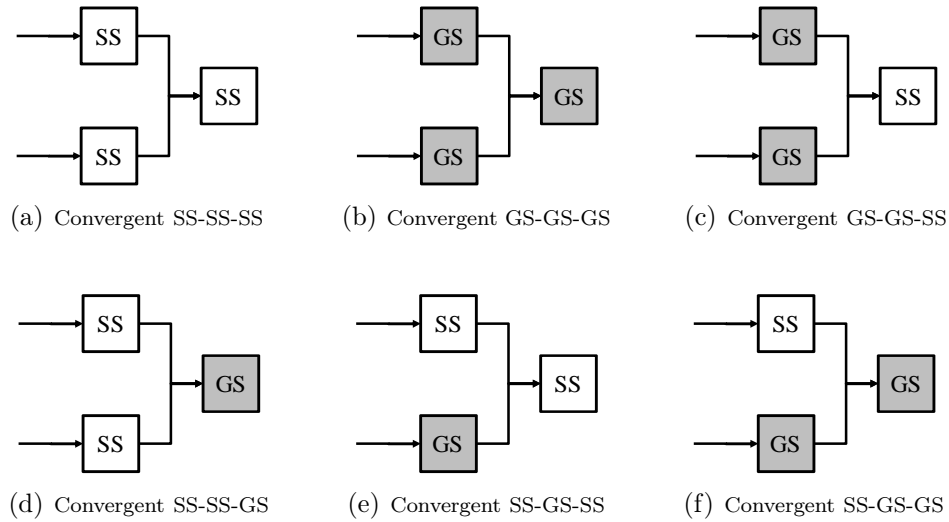 SS GS GS
SS GS SS
SS GS GS
(a) Convergent SS-SS-SS (b) Convergent GS-GS-GS (c) Convergent GS-GS-SS
SS SS SS
GS SS GS
SS GS GS
(d) Convergent SS-SS-GS (e) Convergent SS-GS-SS (f) Convergent SS-GS-GS